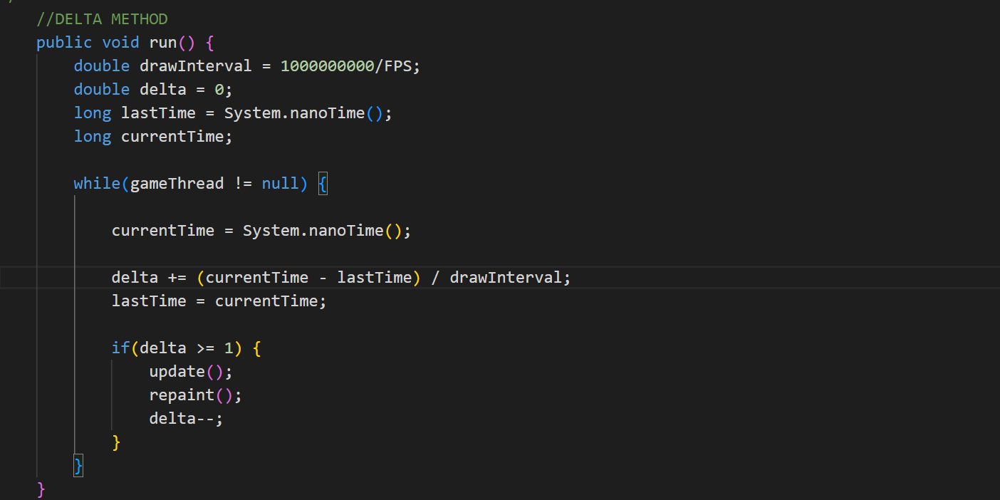 //DELTA METHOD
public void run() {
double drawInterval = 1000000000/FPS;
double delta = 0;
long lastTime = System.nanoTime();
long currentTime;
while(gameThread != null) {
currentTime = System.nanoTime();
delta += (currentTime - lastTime) / drawInterval;
lastTime = currentTime;
if(delta >= 1) {
update();
repaint();
delta--;
}
}
}